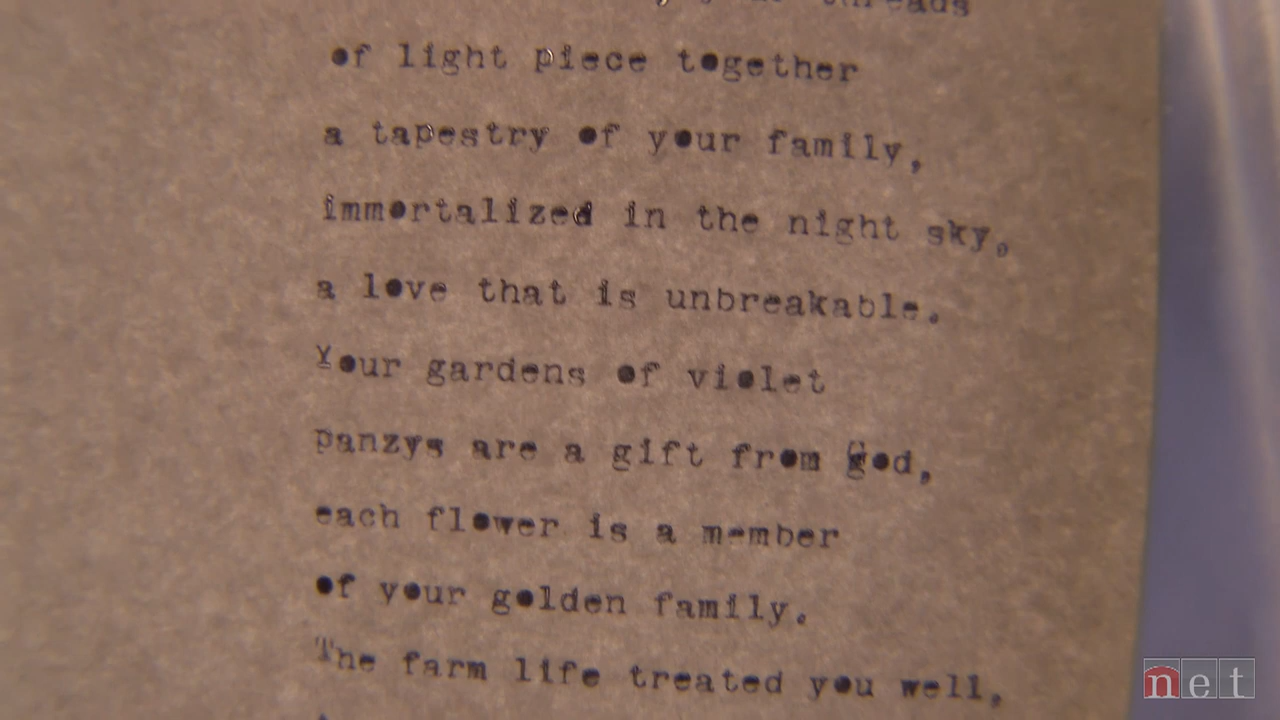 threads
of light piece together
a tapestry of your family,
immortalized in the night sky,
a love that is unbreakable.
Your gardens of violet
panzys are a gift from god,
each flower is a member
of your golden family.
The farm life treated you well,
net